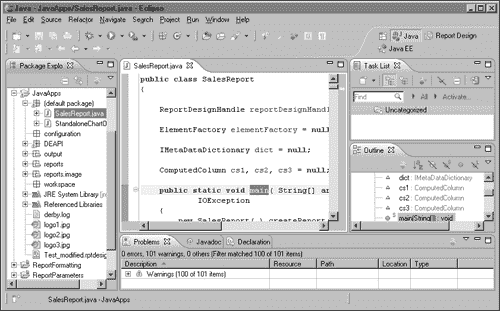 Java - JavaApps/SalesReport.java - Eclipse
File Edit Source Refactor Navigate Search Project Run Window Help
Java Report Design
Java EE
Package Explo
JavaApps
(default package)
SalesReport.java
StandaloneChartO
configuration
DEAPI
output
reports
reports.image
workspace
JRE System Library [
Referenced Libraries
derby.log
logo1.jpg
logo2.jpg
logo3.jpg
Test_modified.rptdesign
ReportFormatting
ReportParameters
SalesReport.java
public class SalesReport
{
ReportDesignHandle reportDesignHand
ElementFactory elementFactory = null
IMetaDataDictionary dict = null;
ComputedColumn cs1, cs2, cs3 = null;
public static void main( String[] ar
IOException
{
new SalesReport( ).createRepor
Task List
Find All Activate...
Uncategorized
Outline
dict : IMetaDataDictionary
cs1 : ComputedColumn
cs2 : ComputedColumn
cs3 : ComputedColumn
main(String[]) : void
Problems Javadoc Declaration
0 errors, 101 warnings, 0 others (Filter matched 100 of 101 items)
Description Resource Path Location Type
Warnings (100 of 101 items)
SalesReport.java - JavaApps